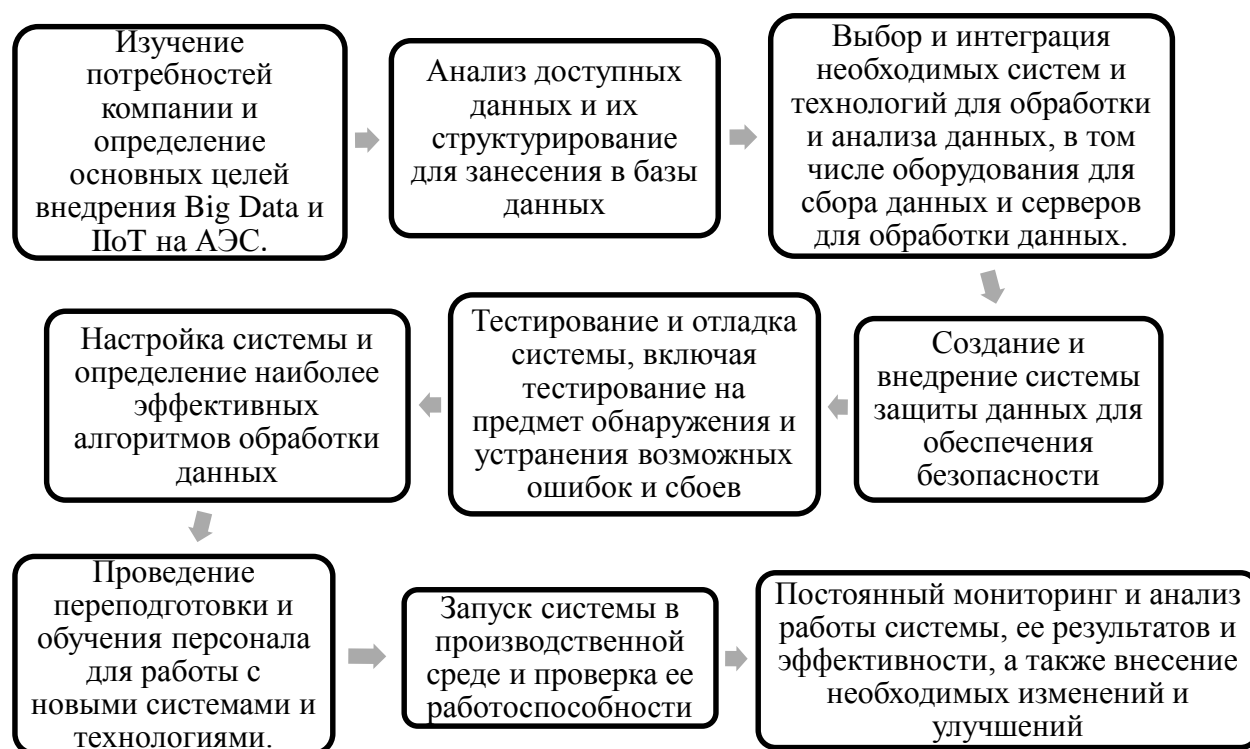 Изучение
потребностей
компании и
определение
основных целей
внедрения Big Data и
IIoT на АЭС.
Анализ доступных
данных и их
структурирование
для занесения в базы
данных
Выбор и интеграция
необходимых систем и
технологий для обработки
и анализа данных, в том
числе оборудования для
сбора данных и серверов
для обработки данных.
Создание и
внедрение системы
защиты данных для
обеспечения
безопасности
Тестирование и отладка
системы, включая
тестирование на
предмет обнаружения и
устранения возможных
ошибок и сбоев
Настройка системы и
определение наиболее
эффективных
алгоритмов обработки
данных
Проведение
переподготовки и
обучения персонала
для работы с
новыми системами и
технологиями.
Запуск системы в
производственной
среде и проверка ее
работоспособности
Постоянный мониторинг и анализ
работы системы, ее результатов и
эффективности, а также внесение
необходимых изменений и
улучшений